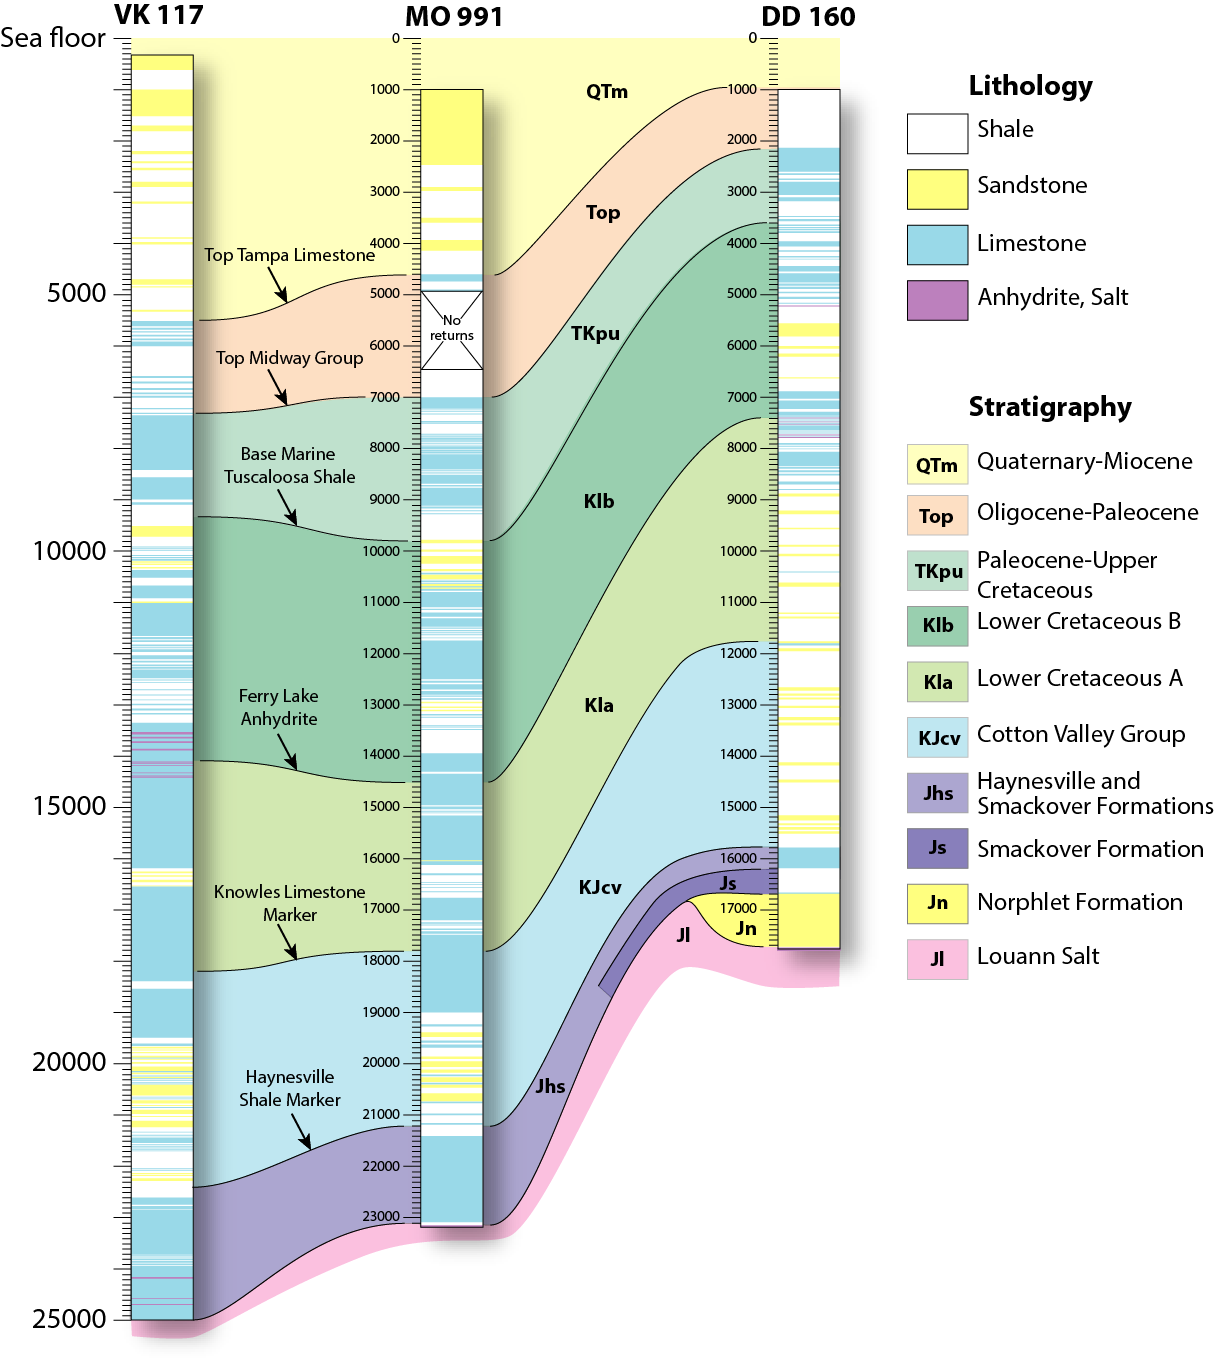 VK 117
MO 991
DD 160
Sea floor
5000
10000
15000
20000
25000
0
1000
2000
3000
4000
5000
6000
7000
8000
9000
10000
11000
12000
13000
14000
15000
16000
17000
18000
19000
20000
21000
22000
23000
0
1000
2000
3000
4000
5000
6000
7000
8000
9000
10000
11000
12000
13000
14000
15000
16000
17000
Top Tampa Limestone
Top Midway Group
Base Marine
Tuscaloosa Shale
Ferry Lake
Anhydrite
Knowles Limestone
Marker
Haynesville
Shale Marker
No
returns
QTm
Top
TKpu
Klb
Kla
KJcv
Jhs
Js
Jn
Jl
Lithology
Shale
Sandstone
Limestone
Anhydrite, Salt
Stratigraphy
QTm Quaternary-Miocene
Top Oligocene-Paleocene
TKpu Paleocene-Upper
Cretaceous
Klb Lower Cretaceous B
Kla Lower Cretaceous A
KJcv Cotton Valley Group
Jhs Haynesville and
Smackover Formations
Js Smackover Formation
Jn Norphlet Formation
Jl Louann Salt